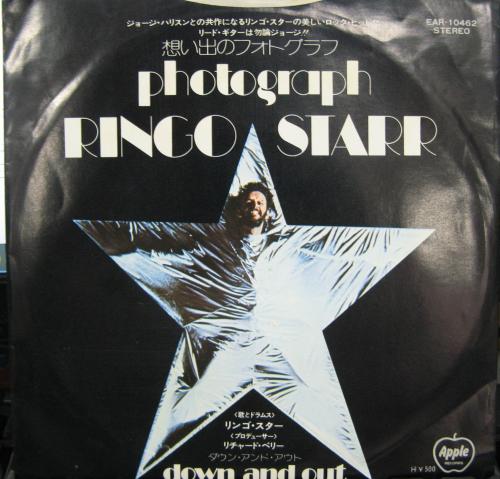 ジョージ・ハリスンとの共作になるリンゴ・スターの美しいロック・ヒット!!
リード・ギターは勿論ジョージ!!
EAR-10462
STEREO
想い出のフォトグラフ
photograph
RINGO STARR
〈歌とドラムス〉
リンゴ・スター
〈プロデューサー〉
リチャード・ペリー
ダウン・アンド・アウト
down and out
Apple
RECORDS
H ¥500